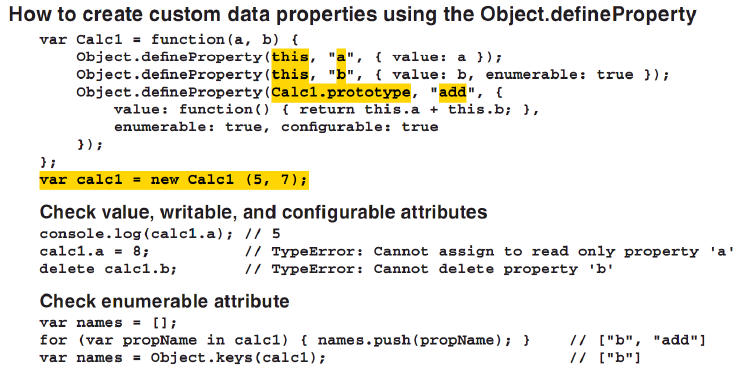 How to create custom data properties using the Object.defineProperty
var Calc1 = function(a, b) {
    Object.defineProperty(this, "a", { value: a });
    Object.defineProperty(this, "b", { value: b, enumerable: true });
    Object.defineProperty(Calc1.prototype, "add", {
        value: function() { return this.a + this.b; },
        enumerable: true, configurable: true
    });
};
var calc1 = new Calc1 (5, 7);
Check value, writable, and configurable attributes
console.log(calc1.a); // 5
calc1.a = 8;          // TypeError: Cannot assign to read only property 'a'
delete calc1.b;       // TypeError: Cannot delete property 'b'
Check enumerable attribute
var names = [];
for (var propName in calc1) { names.push(propName); }    // ["b", "add"]
var names = Object.keys(calc1);                          // ["b"]